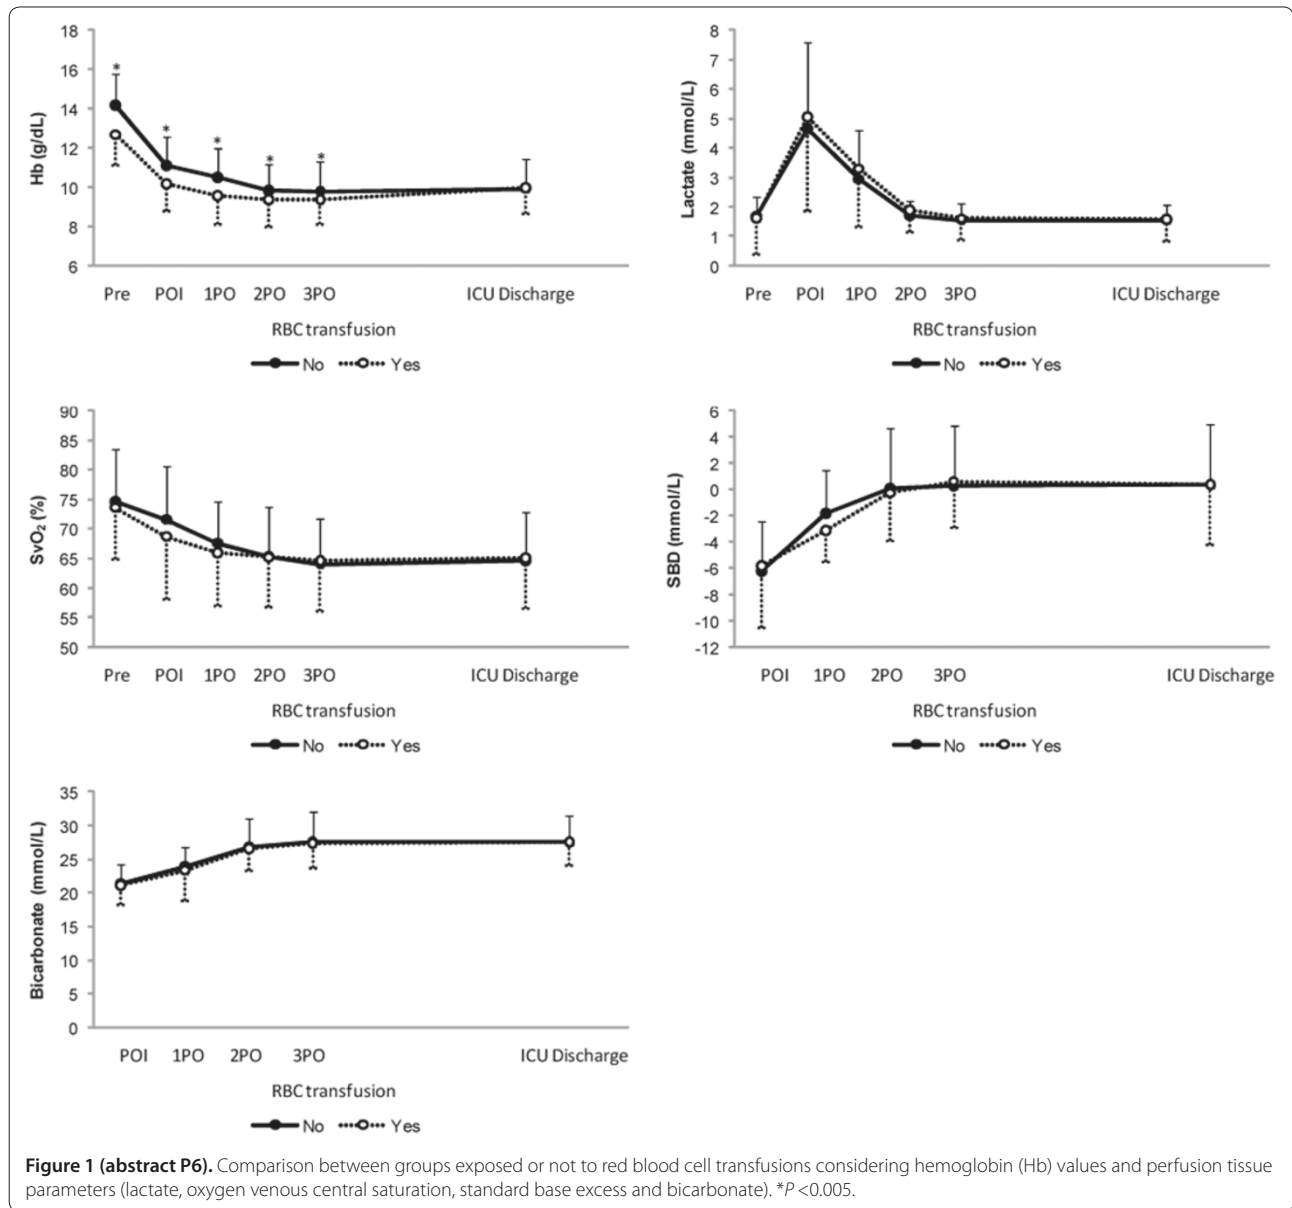 18
16
14
12
10
8
6
Hb (g/dL)
*
*
*
*
*
Pre POI 1PO 2PO 3PO ICU Discharge
RBC transfusion
No Yes
8
7
6
5
4
3
2
1
0
Lactate (mmol/L)
Pre POI 1PO 2PO 3PO ICU Discharge
RBC transfusion
No Yes
90
85
80
75
70
65
60
55
50
SvO₂ (%)
Pre POI 1PO 2PO 3PO ICU Discharge
RBC transfusion
No Yes
6
4
2
0
-2
-4
-6
-8
-10
-12
SBD (mmol/L)
POI 1PO 2PO 3PO ICU Discharge
RBC transfusion
No Yes
35
30
25
20
15
10
5
0
Bicarbonate (mmol/L)
POI 1PO 2PO 3PO ICU Discharge
RBC transfusion
No Yes
Figure 1 (abstract P6). Comparison between groups exposed or not to red blood cell transfusions considering hemoglobin (Hb) values and perfusion tissue
parameters (lactate, oxygen venous central saturation, standard base excess and bicarbonate). *P <0.005.